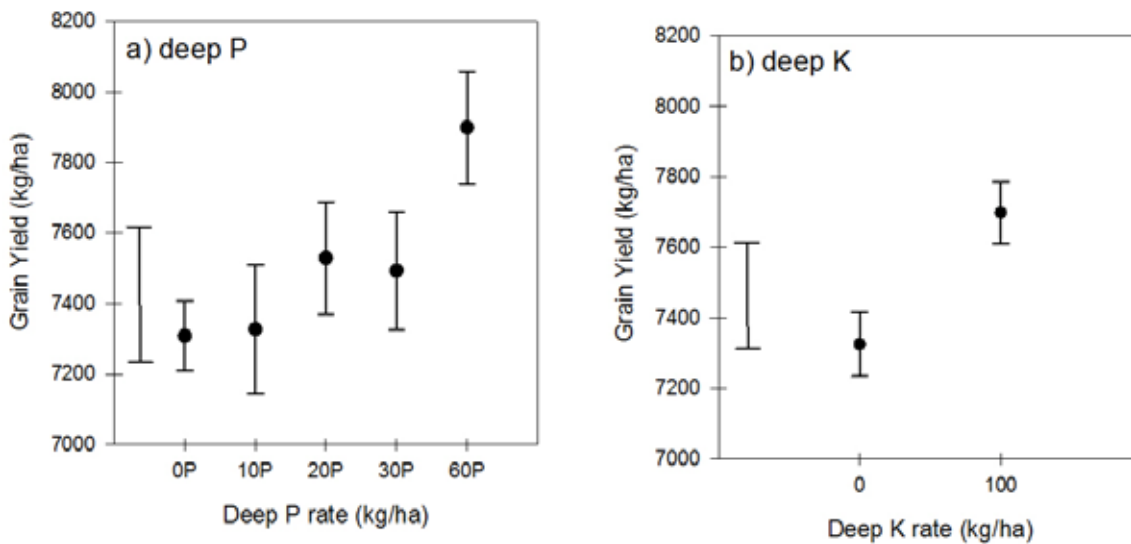 a) deep P
Grain Yield (kg/ha)
8200
8000
7800
7600
7400
7200
7000
0P 10P 20P 30P 60P
Deep P rate (kg/ha)
b) deep K
Grain Yield (kg/ha)
8200
8000
7800
7600
7400
7200
7000
0 100
Deep K rate (kg/ha)